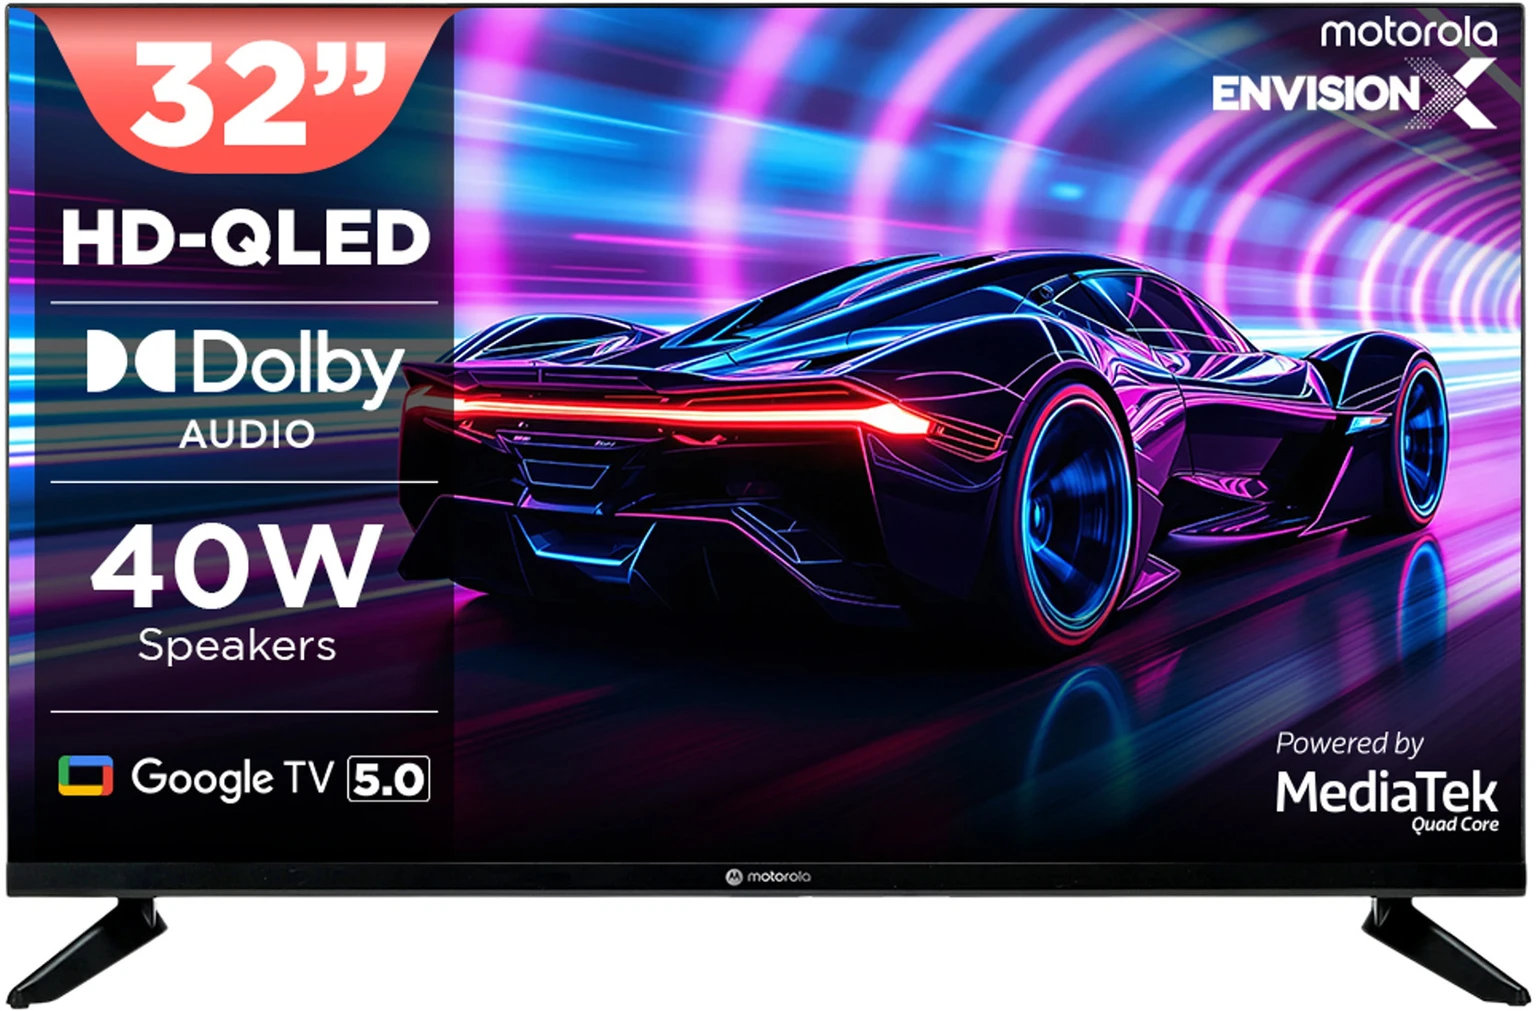 32”
HD-QLED
Dolby
AUDIO
40W
Speakers
Google TV 5.0
motorola
ENVISION X
Powered by
MediaTek
Quad Core
motorola